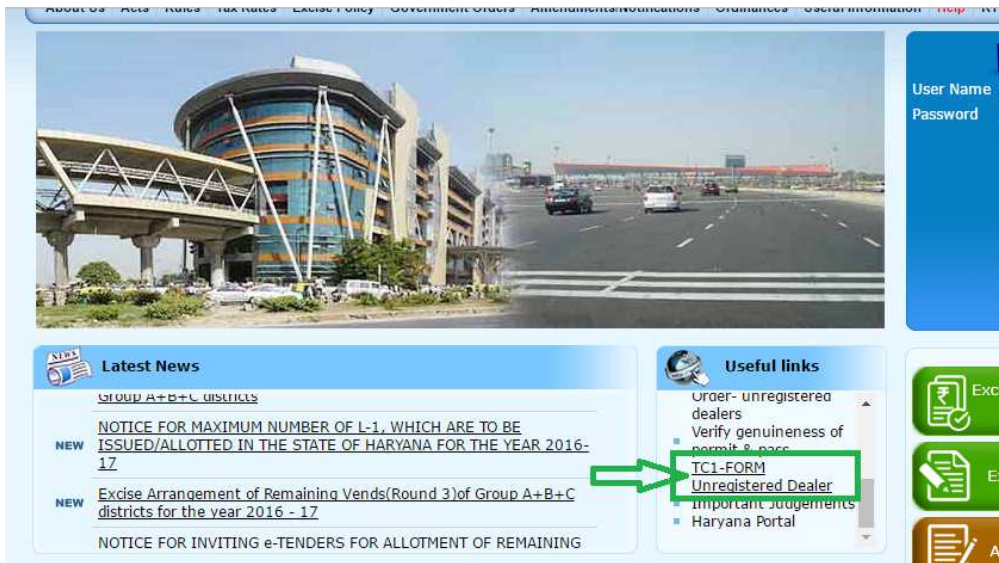 About Us Acts Rules Tax Rates Excise Policy Government Orders Amendments/Notifications Ordinances Useful Information Help
User Name
Password
NEWS
Latest News
Group A+B+C districts
NEW NOTICE FOR MAXIMUM NUMBER OF L-1, WHICH ARE TO BE
ISSUED/ALLOTTED IN THE STATE OF HARYANA FOR THE YEAR 2016-
17
NEW Excise Arrangement of Remaining Vends(Round 3)of Group A+B+C
districts for the year 2016 - 17
NOTICE FOR INVITING e-TENDERS FOR ALLOTMENT OF REMAINING
Useful links
Order- unregistered
dealers
Verify genuineness of
permit & pass
TC1-FORM
Unregistered Dealer
Important Judgements
Haryana Portal